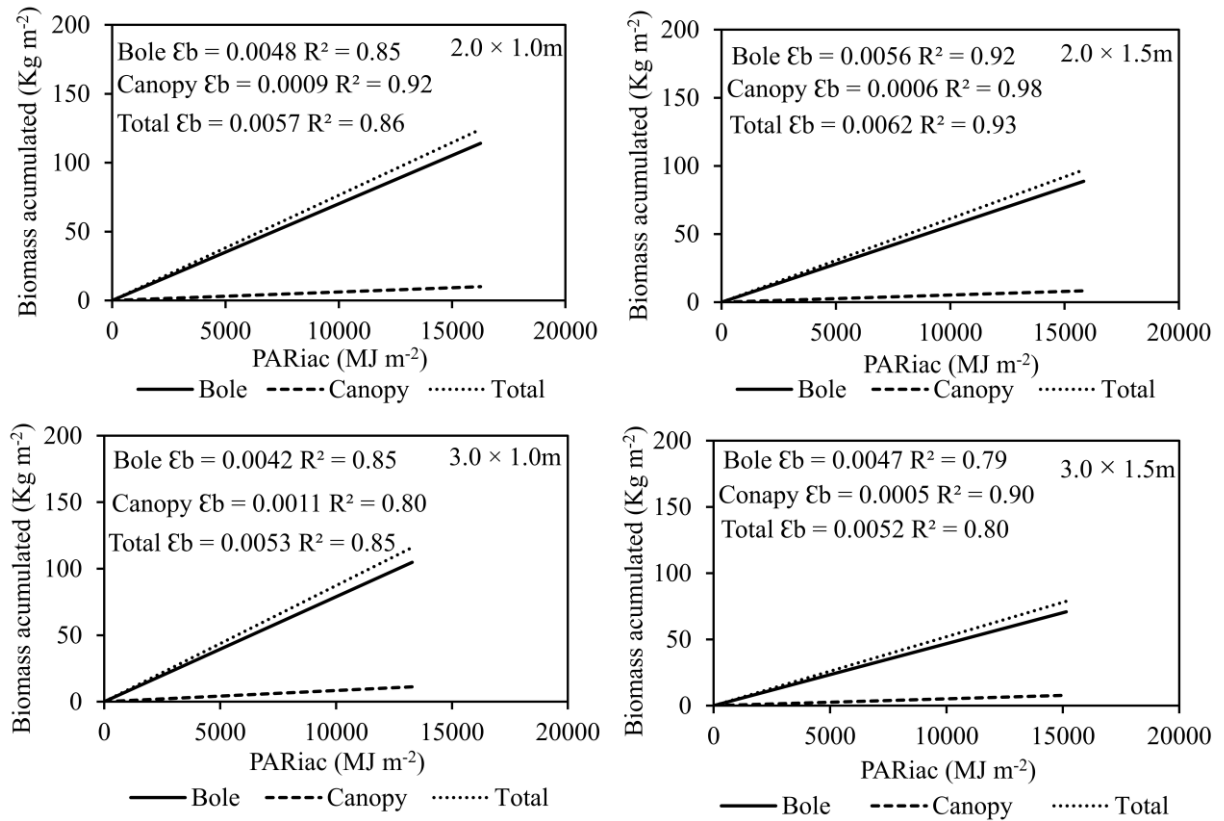 Biomass acumulated (Kg m-2)
200
150
100
50
0
Bole Ɛb = 0.0048 R² = 0.85
Canopy Ɛb = 0.0009 R² = 0.92
Total Ɛb = 0.0057 R² = 0.86
2.0 × 1.0m
0 5000 10000 15000 20000
PARiac (MJ m-2)
Bole Canopy Total
Biomass acumulated (Kg m-2)
200
150
100
50
0
Bole Ɛb = 0.0056 R² = 0.92
Canopy Ɛb = 0.0006 R² = 0.98
Total Ɛb = 0.0062 R² = 0.93
2.0 × 1.5m
0 5000 10000 15000 20000
PARiac (MJ m-2)
Bole Canopy Total
Biomass acumulated (Kg m-2)
200
150
100
50
0
Bole Ɛb = 0.0042 R² = 0.85
Canopy Ɛb = 0.0011 R² = 0.80
Total Ɛb = 0.0053 R² = 0.85
3.0 × 1.0m
0 5000 10000 15000 20000
PARiac (MJ m-2)
Bole Canopy Total
Biomass acumulated (Kg m-2)
200
150
100
50
0
Bole Ɛb = 0.0047 R² = 0.79
Conapy Ɛb = 0.0005 R² = 0.90
Total Ɛb = 0.0052 R² = 0.80
3.0 × 1.5m
0 5000 10000 15000 20000
PARiac (MJ m-2)
Bole Canopy Total